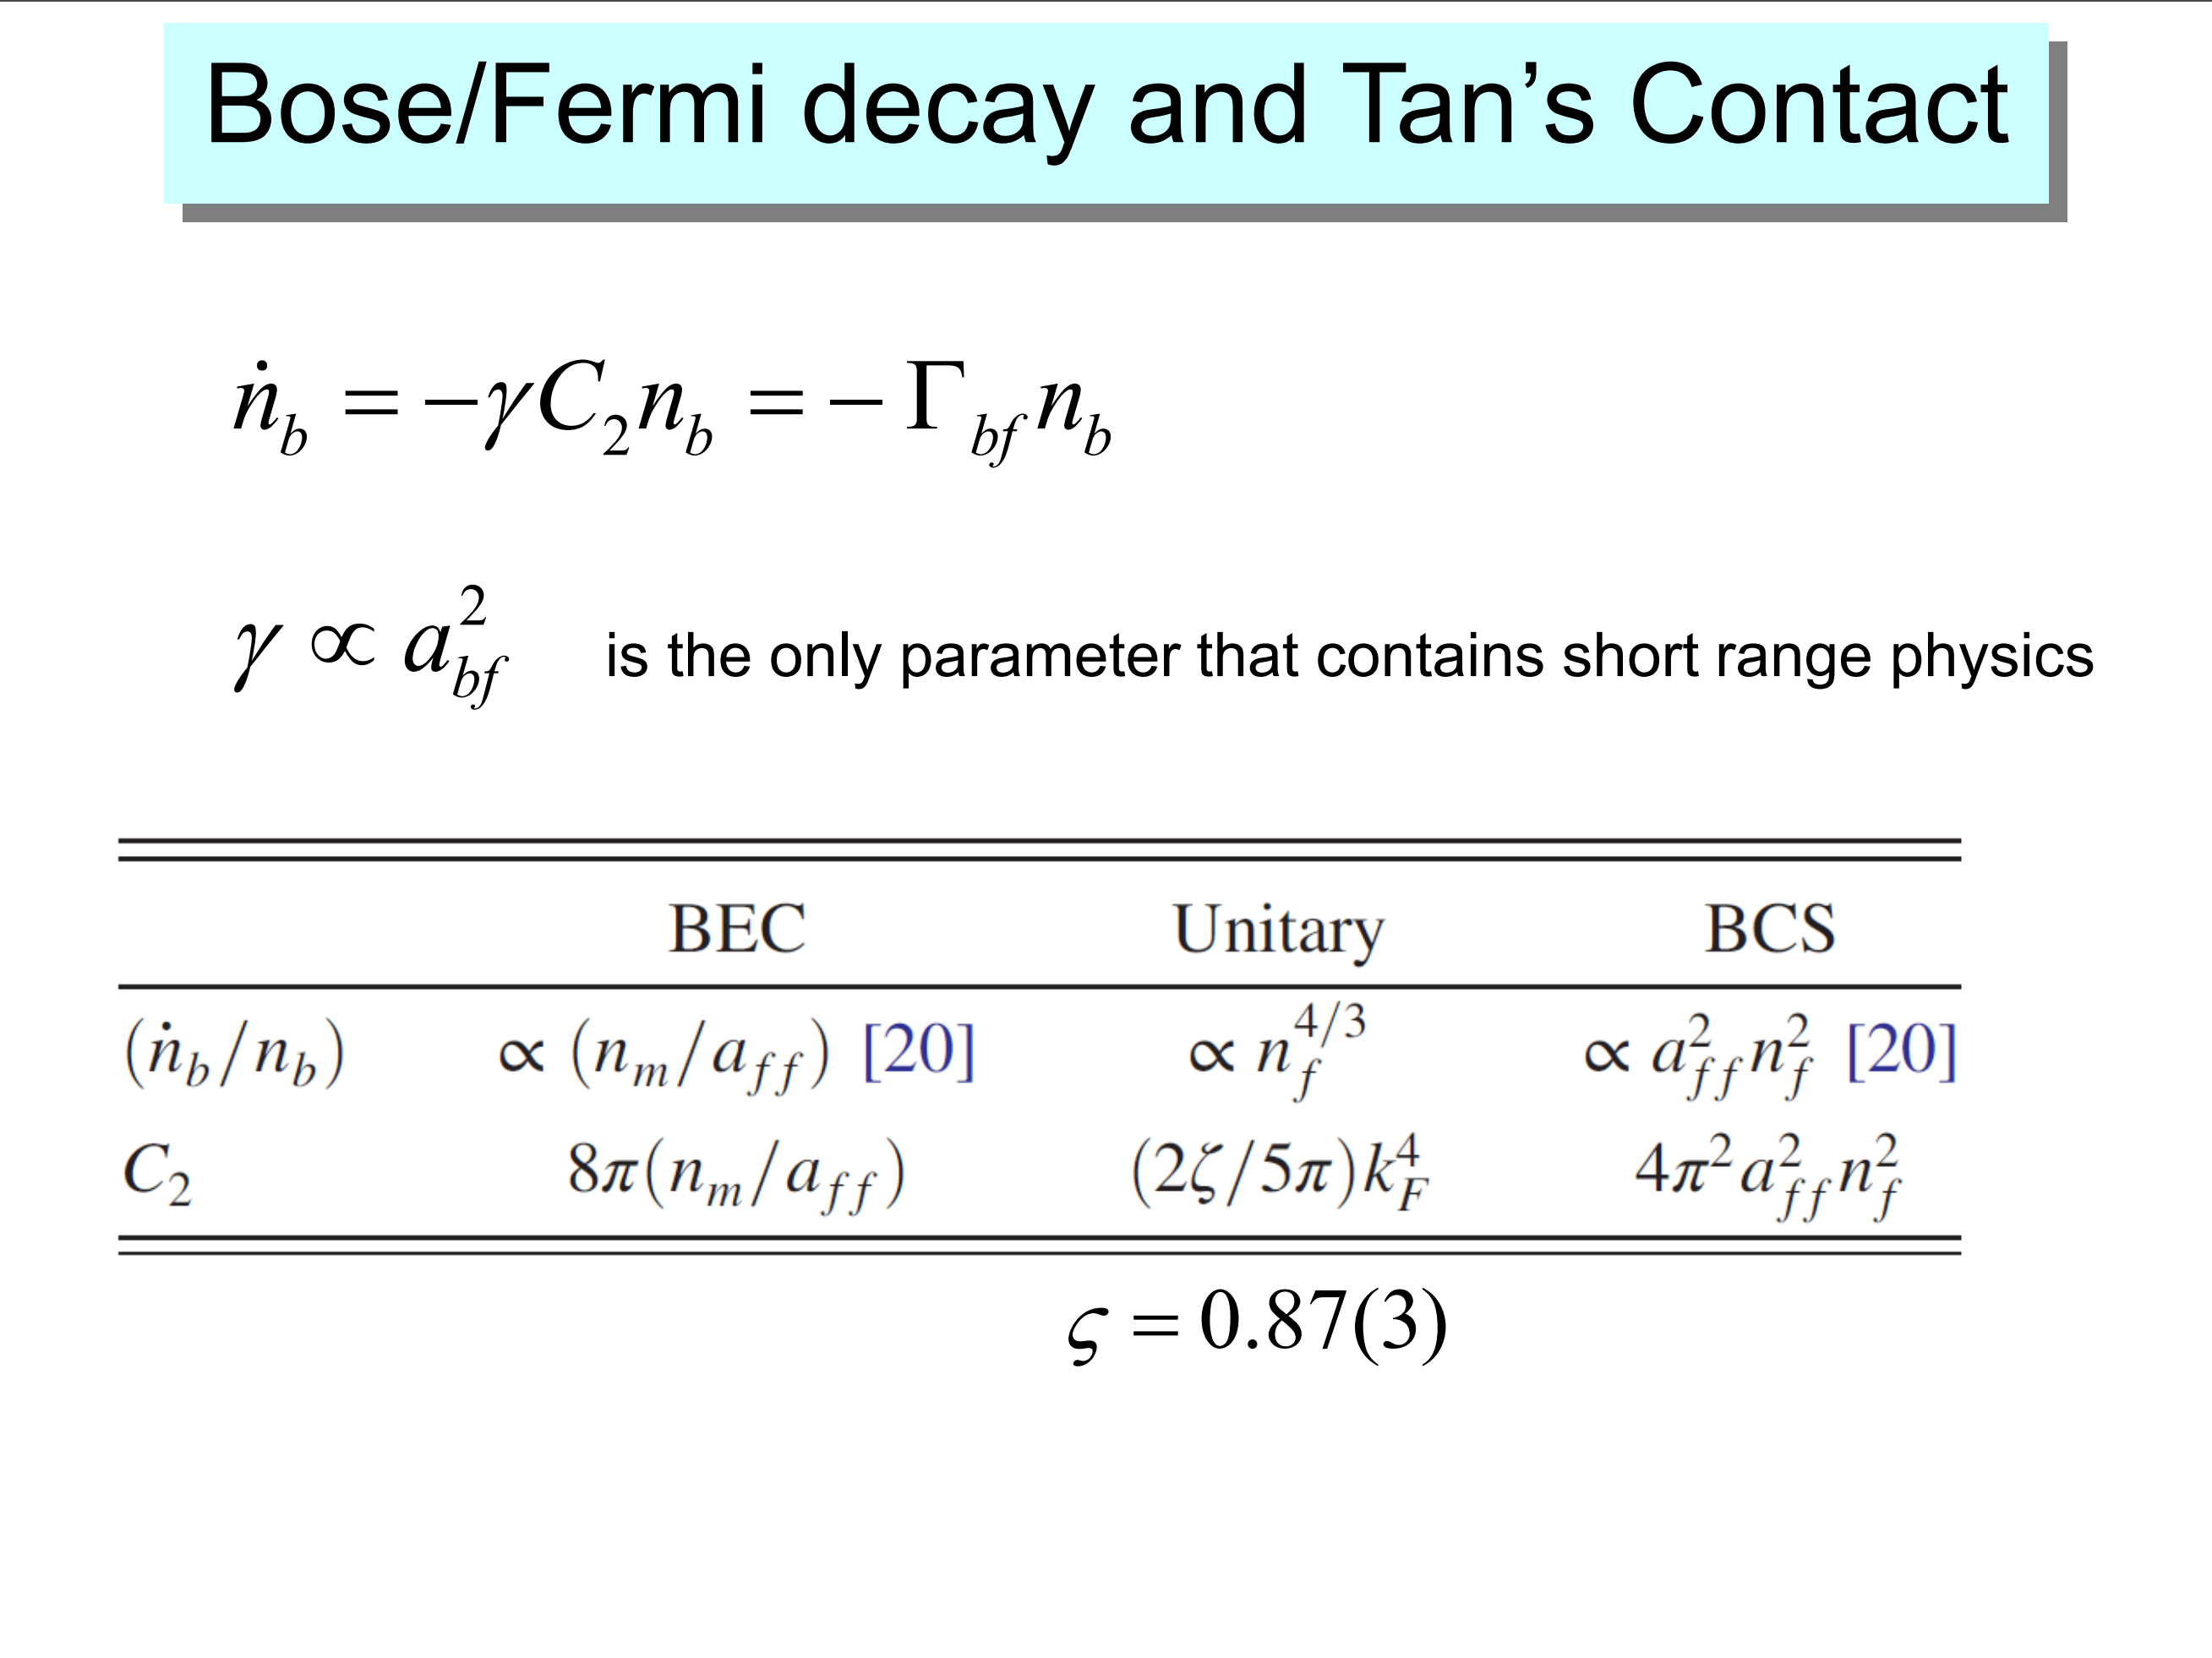 Bose/Fermi decay and Tan’s Contact
ṅ_b = −γC_2 n_b = − Γ_bf n_b
γ ∝ a_bf^2 is the only parameter that contains short range physics
BEC Unitary BCS
(ṅ_b/n_b) ∝ (n_m/a_ff) [20] ∝ n_f^4/3 ∝ a_ff^2 n_f^2 [20]
C_2 8π(n_m/a_ff) (2ζ/5π)k_F^4 4π^2 a_ff^2 n_f^2
ς = 0.87(3)